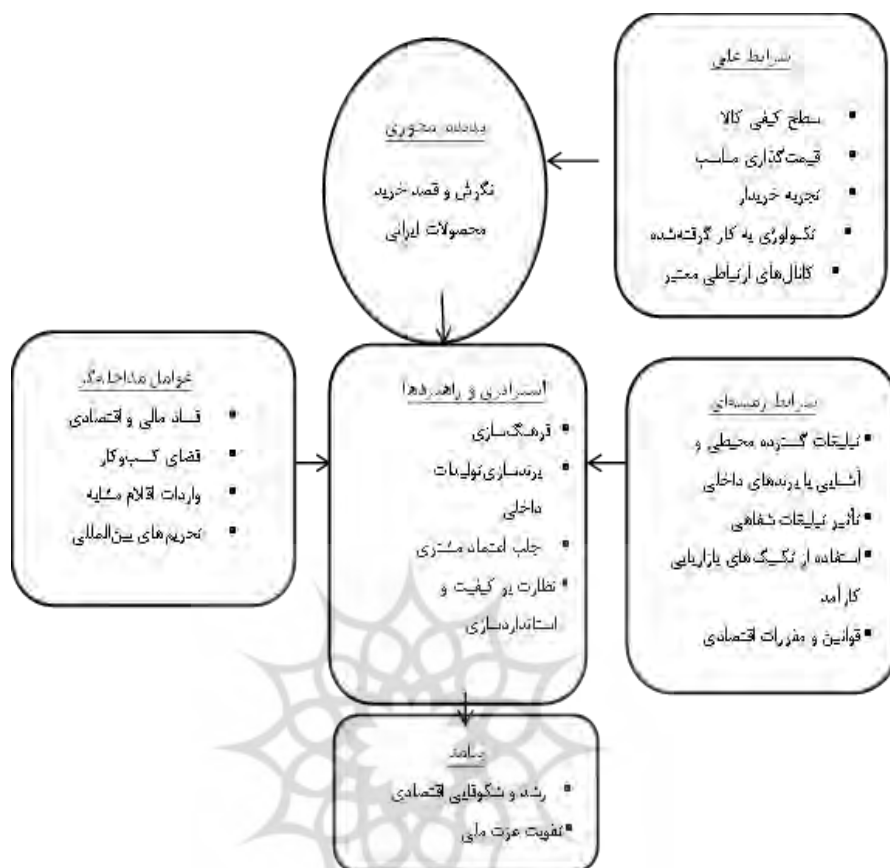 شرایط علی
سطح کیفی کالا
قیمت‌گذاری مناسب
تجربه خریدار
تکنولوژی به کار گرفته‌شده
کانال‌های ارتباطی معتبر
پدیده محوری
نگرش و قصد خرید
محصولات ایرانی
شرایط زمینه‌ای
تبلیغات گسترده محیطی و
آشنایی با برندهای داخلی
تأثیر تبلیغات شفاهی
استفاده از تکنیک‌های بازاریابی
کارآمد
قوانین و مقررات اقتصادی
استراتژی و راهبردها
فرهنگ‌سازی
برندسازی تولیدات
داخلی
جلب اعتماد مشتری
نظارت بر کیفیت و
استانداردسازی
عوامل مداخله‌گر
فساد مالی و اقتصادی
فضای کسب‌وکار
واردات اقلام مشابه
تحریم‌های بین‌المللی
پیامد
رشد و شکوفایی اقتصادی
تقویت عزت ملی